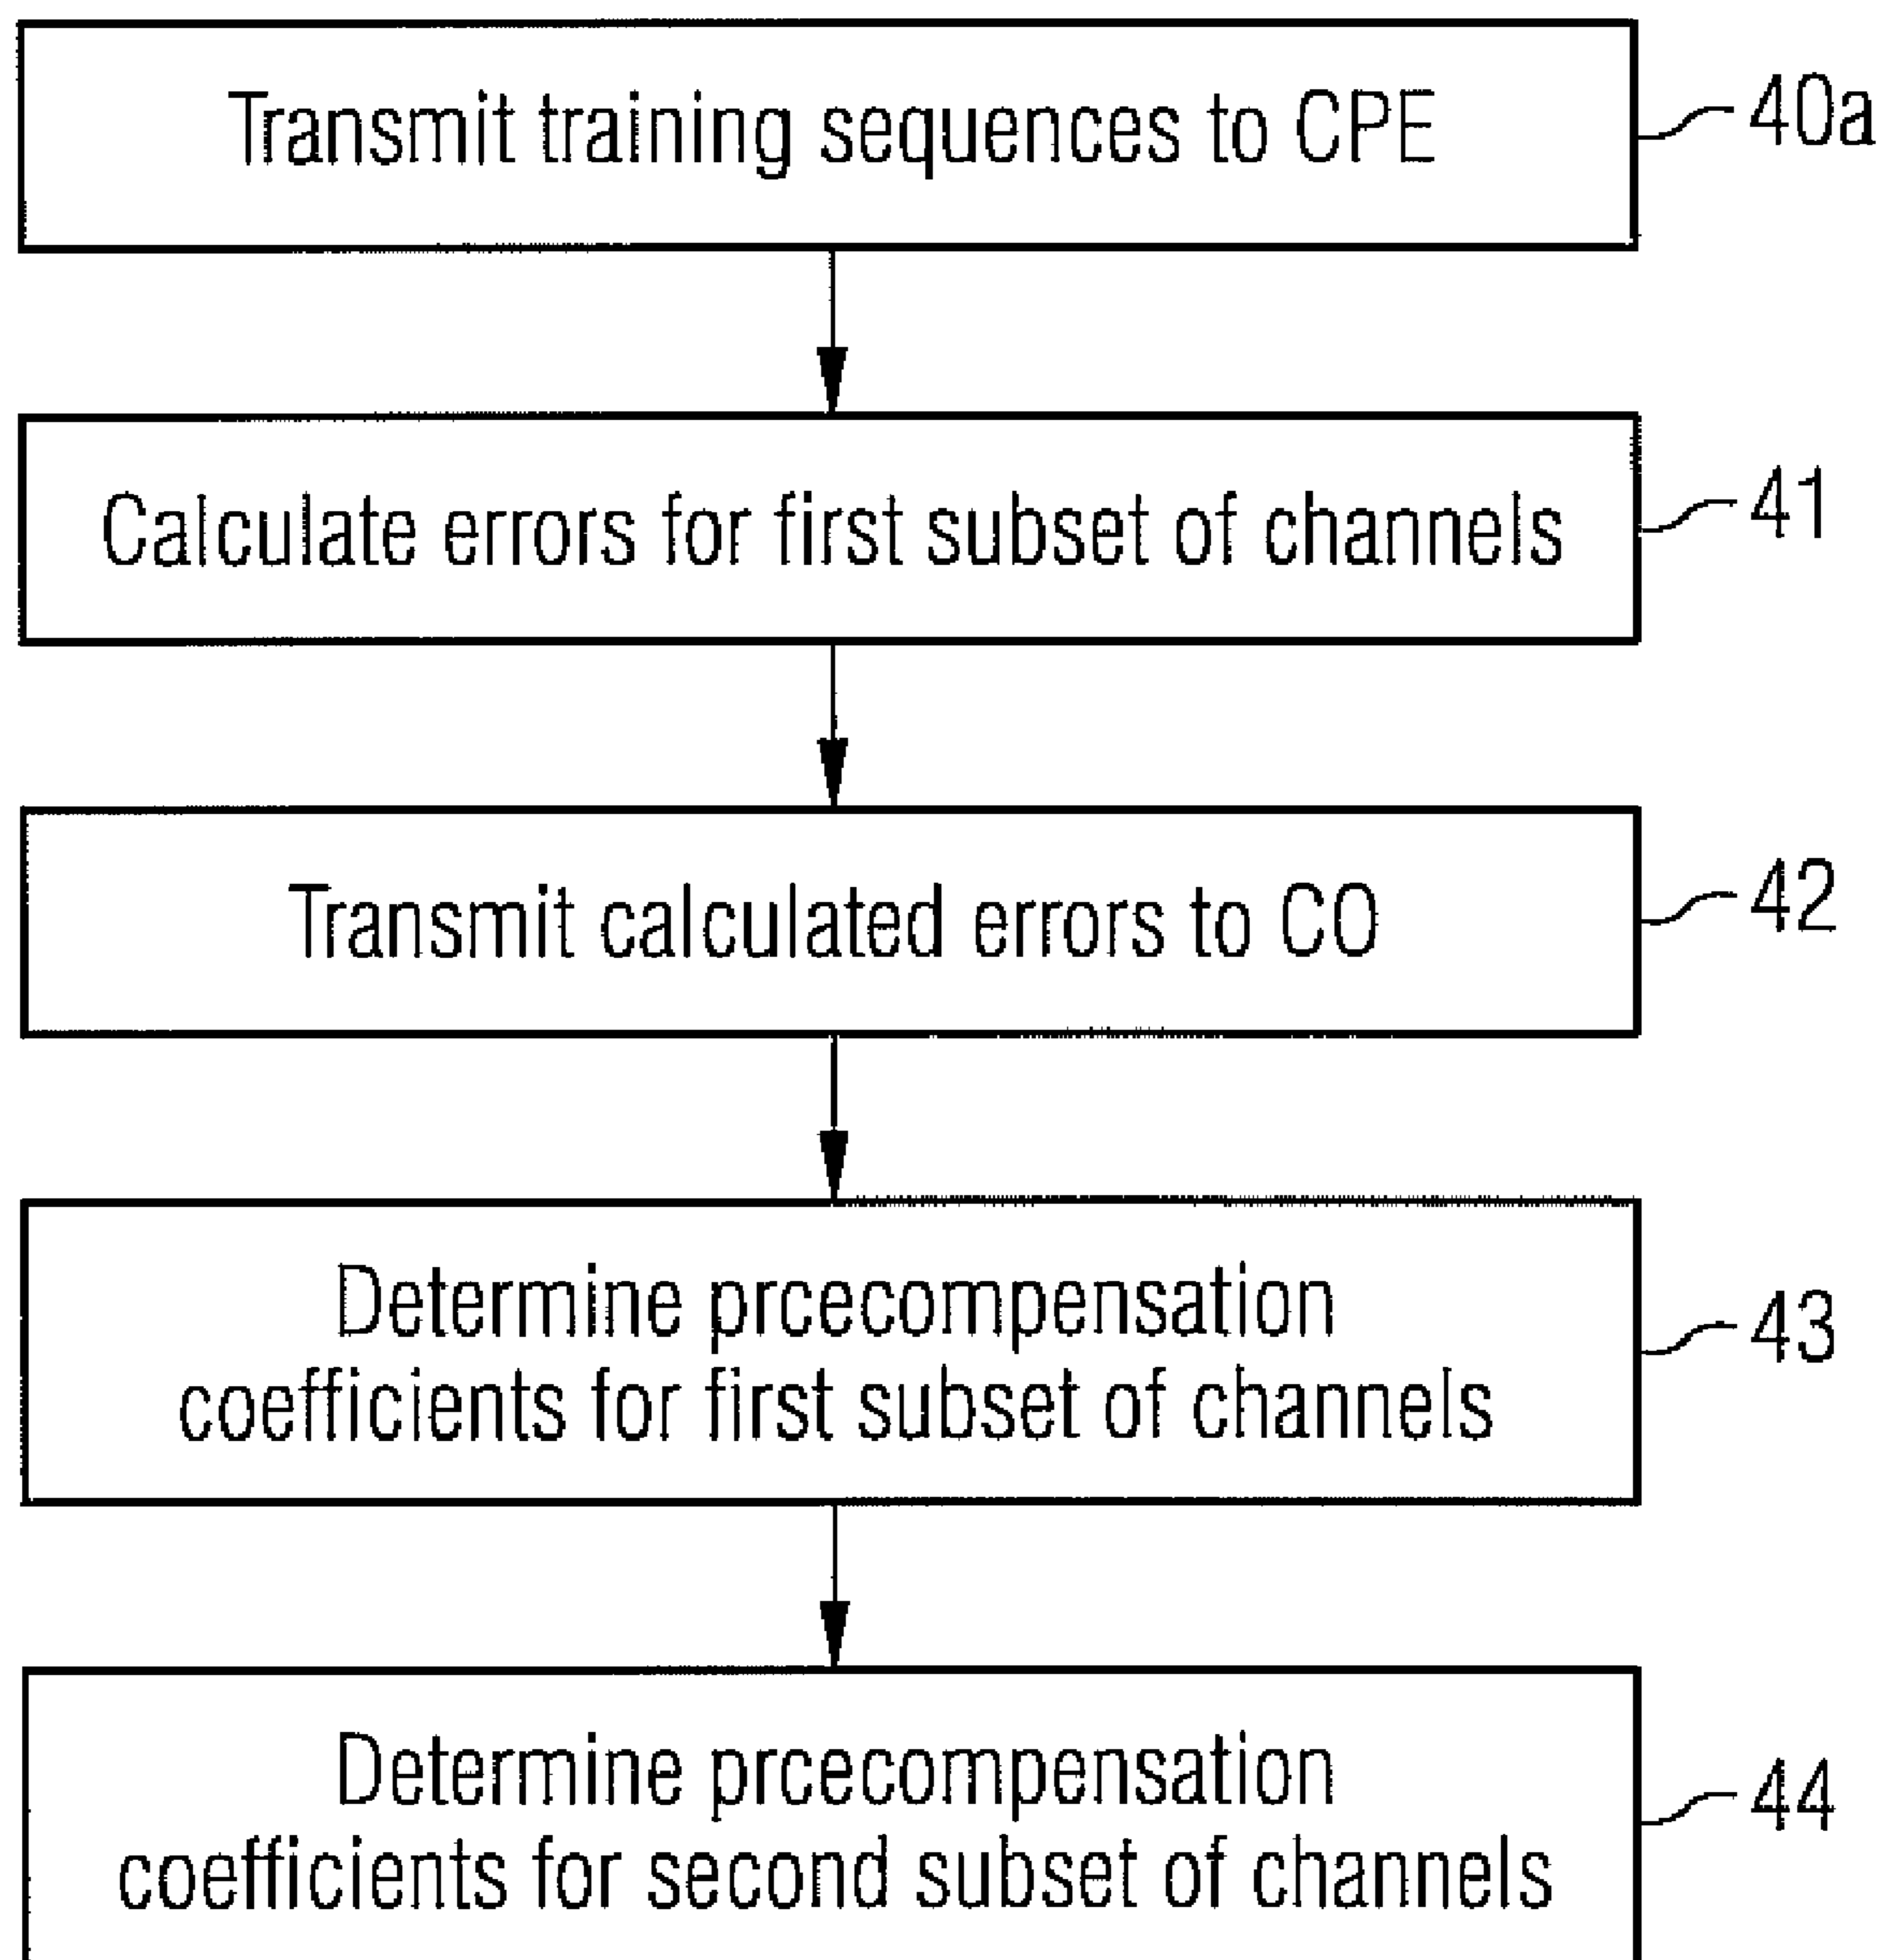 Transmit training sequences to CPE
40a
Calculate errors for first subset of channels
41
Transmit calculated errors to CO
42
Determine prcecompensation
coefficients for first subset of channels
43
Determine prcecompensation
coefficients for second subset of channels
44